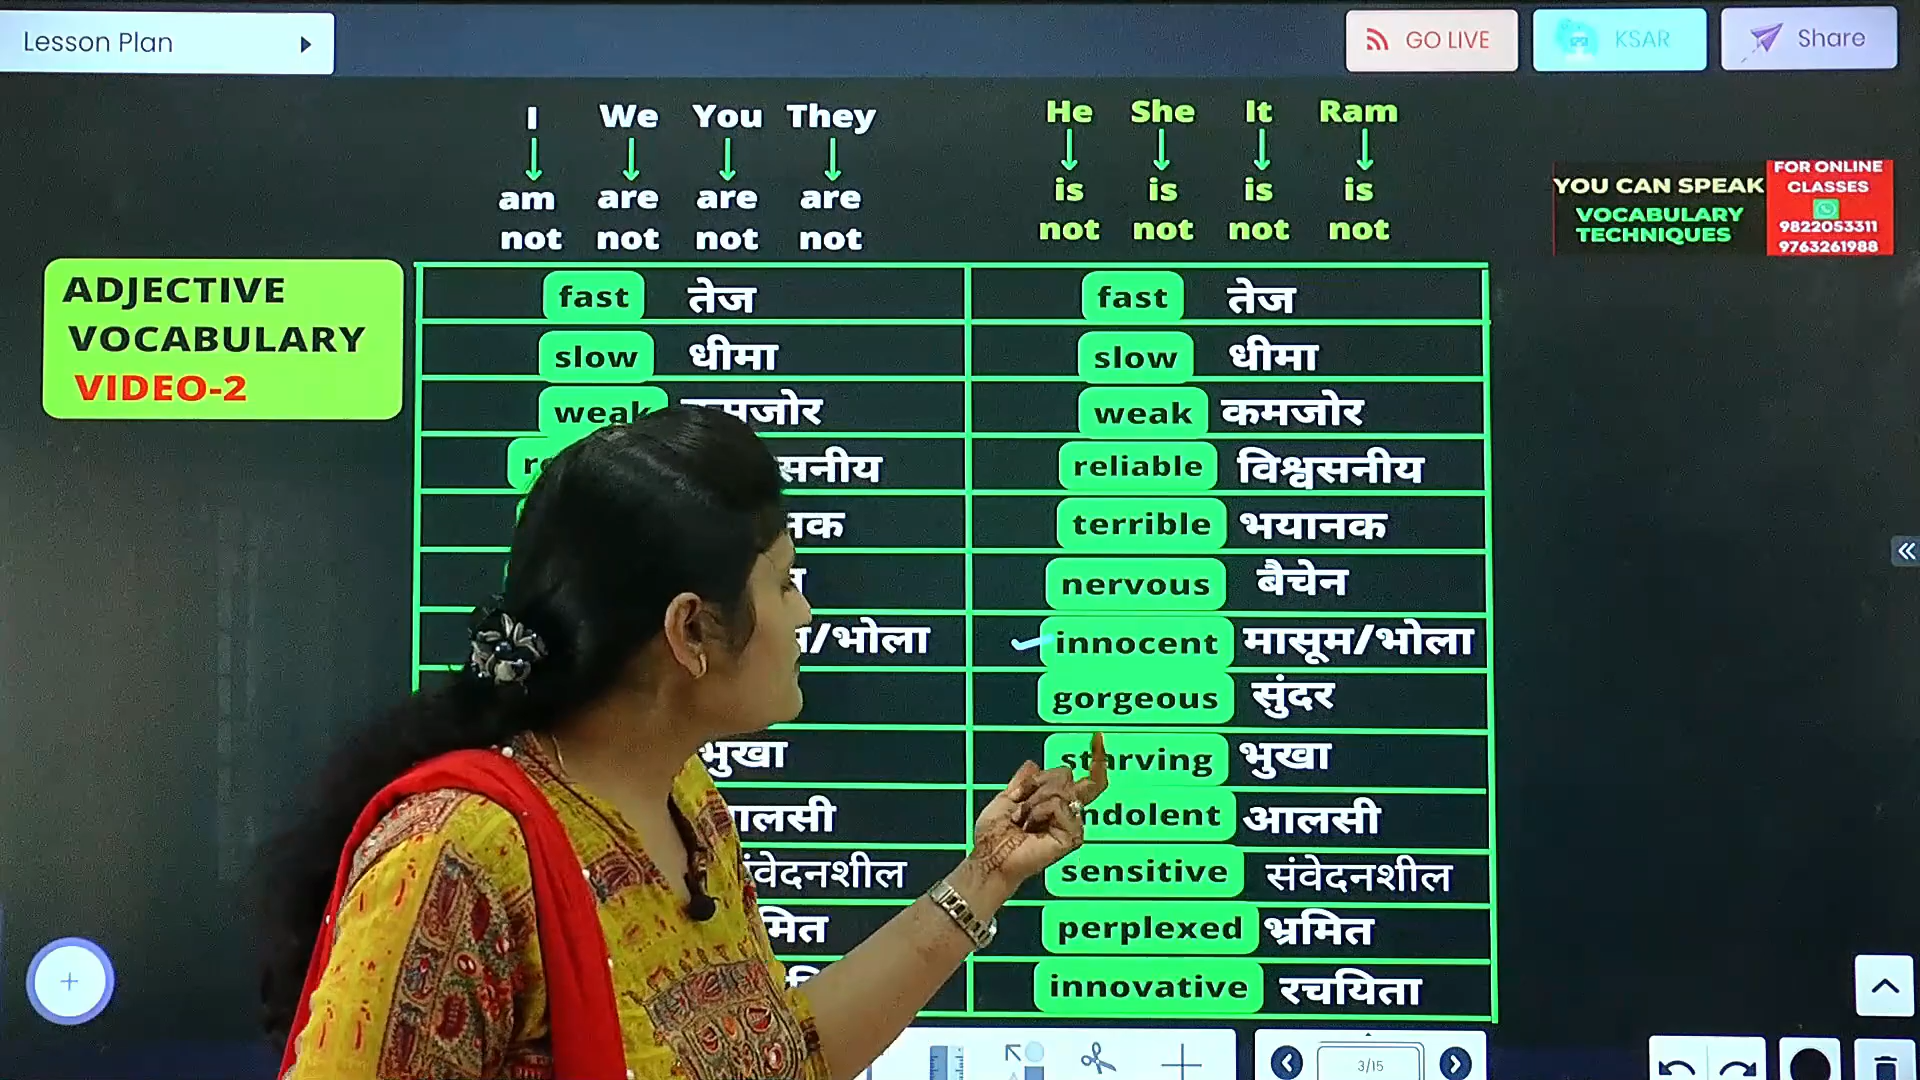 Lesson Plan
GO LIVE
KSAR
Share
I We You They
am are are are
not not not not
He She It Ram
is is is is
not not not not
YOU CAN SPEAK
VOCABULARY
TECHNIQUES
FOR ONLINE
CLASSES
9822053311
9763261988
ADJECTIVE
VOCABULARY
VIDEO-2
fast तेज fast तेज
slow धीमा slow धीमा
weak weak कमजोर
reliable विश्वसनीय
terrible भयानक
nervous बैचेन
/भोला innocent मासूम/भोला
gorgeous सुंदर
भुखा starving भुखा
आलसी
sensitive संवेदनशील
perplexed भ्रमित
innovative रचयिता
3/15